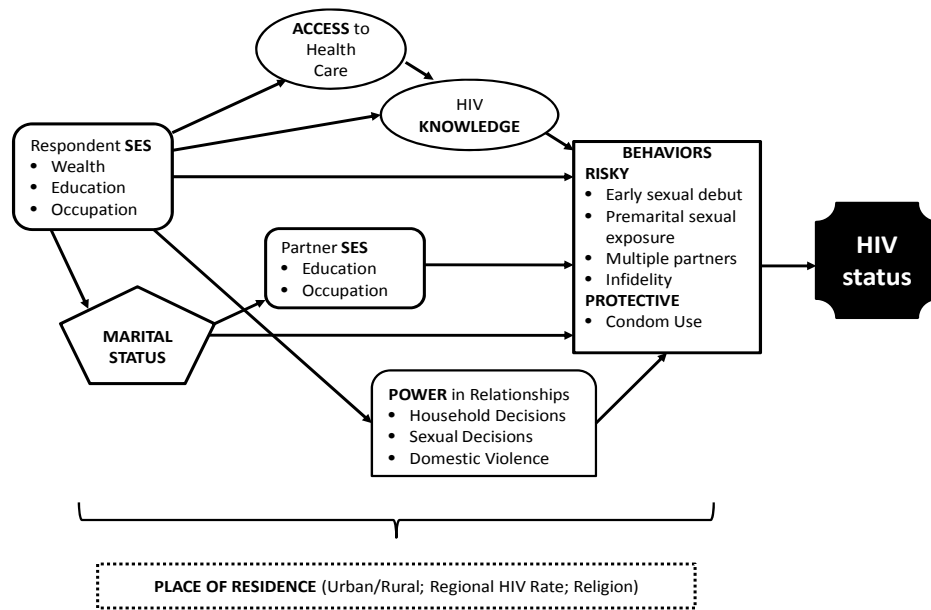 ACCESS to
Health
Care
HIV
KNOWLEDGE
Respondent SES
• Wealth
• Education
• Occupation
BEHAVIORS
RISKY
• Early sexual debut
• Premarital sexual
exposure
• Multiple partners
• Infidelity
PROTECTIVE
• Condom Use
HIV
status
Partner SES
• Education
• Occupation
MARITAL
STATUS
POWER in Relationships
• Household Decisions
• Sexual Decisions
• Domestic Violence
PLACE OF RESIDENCE (Urban/Rural; Regional HIV Rate; Religion)